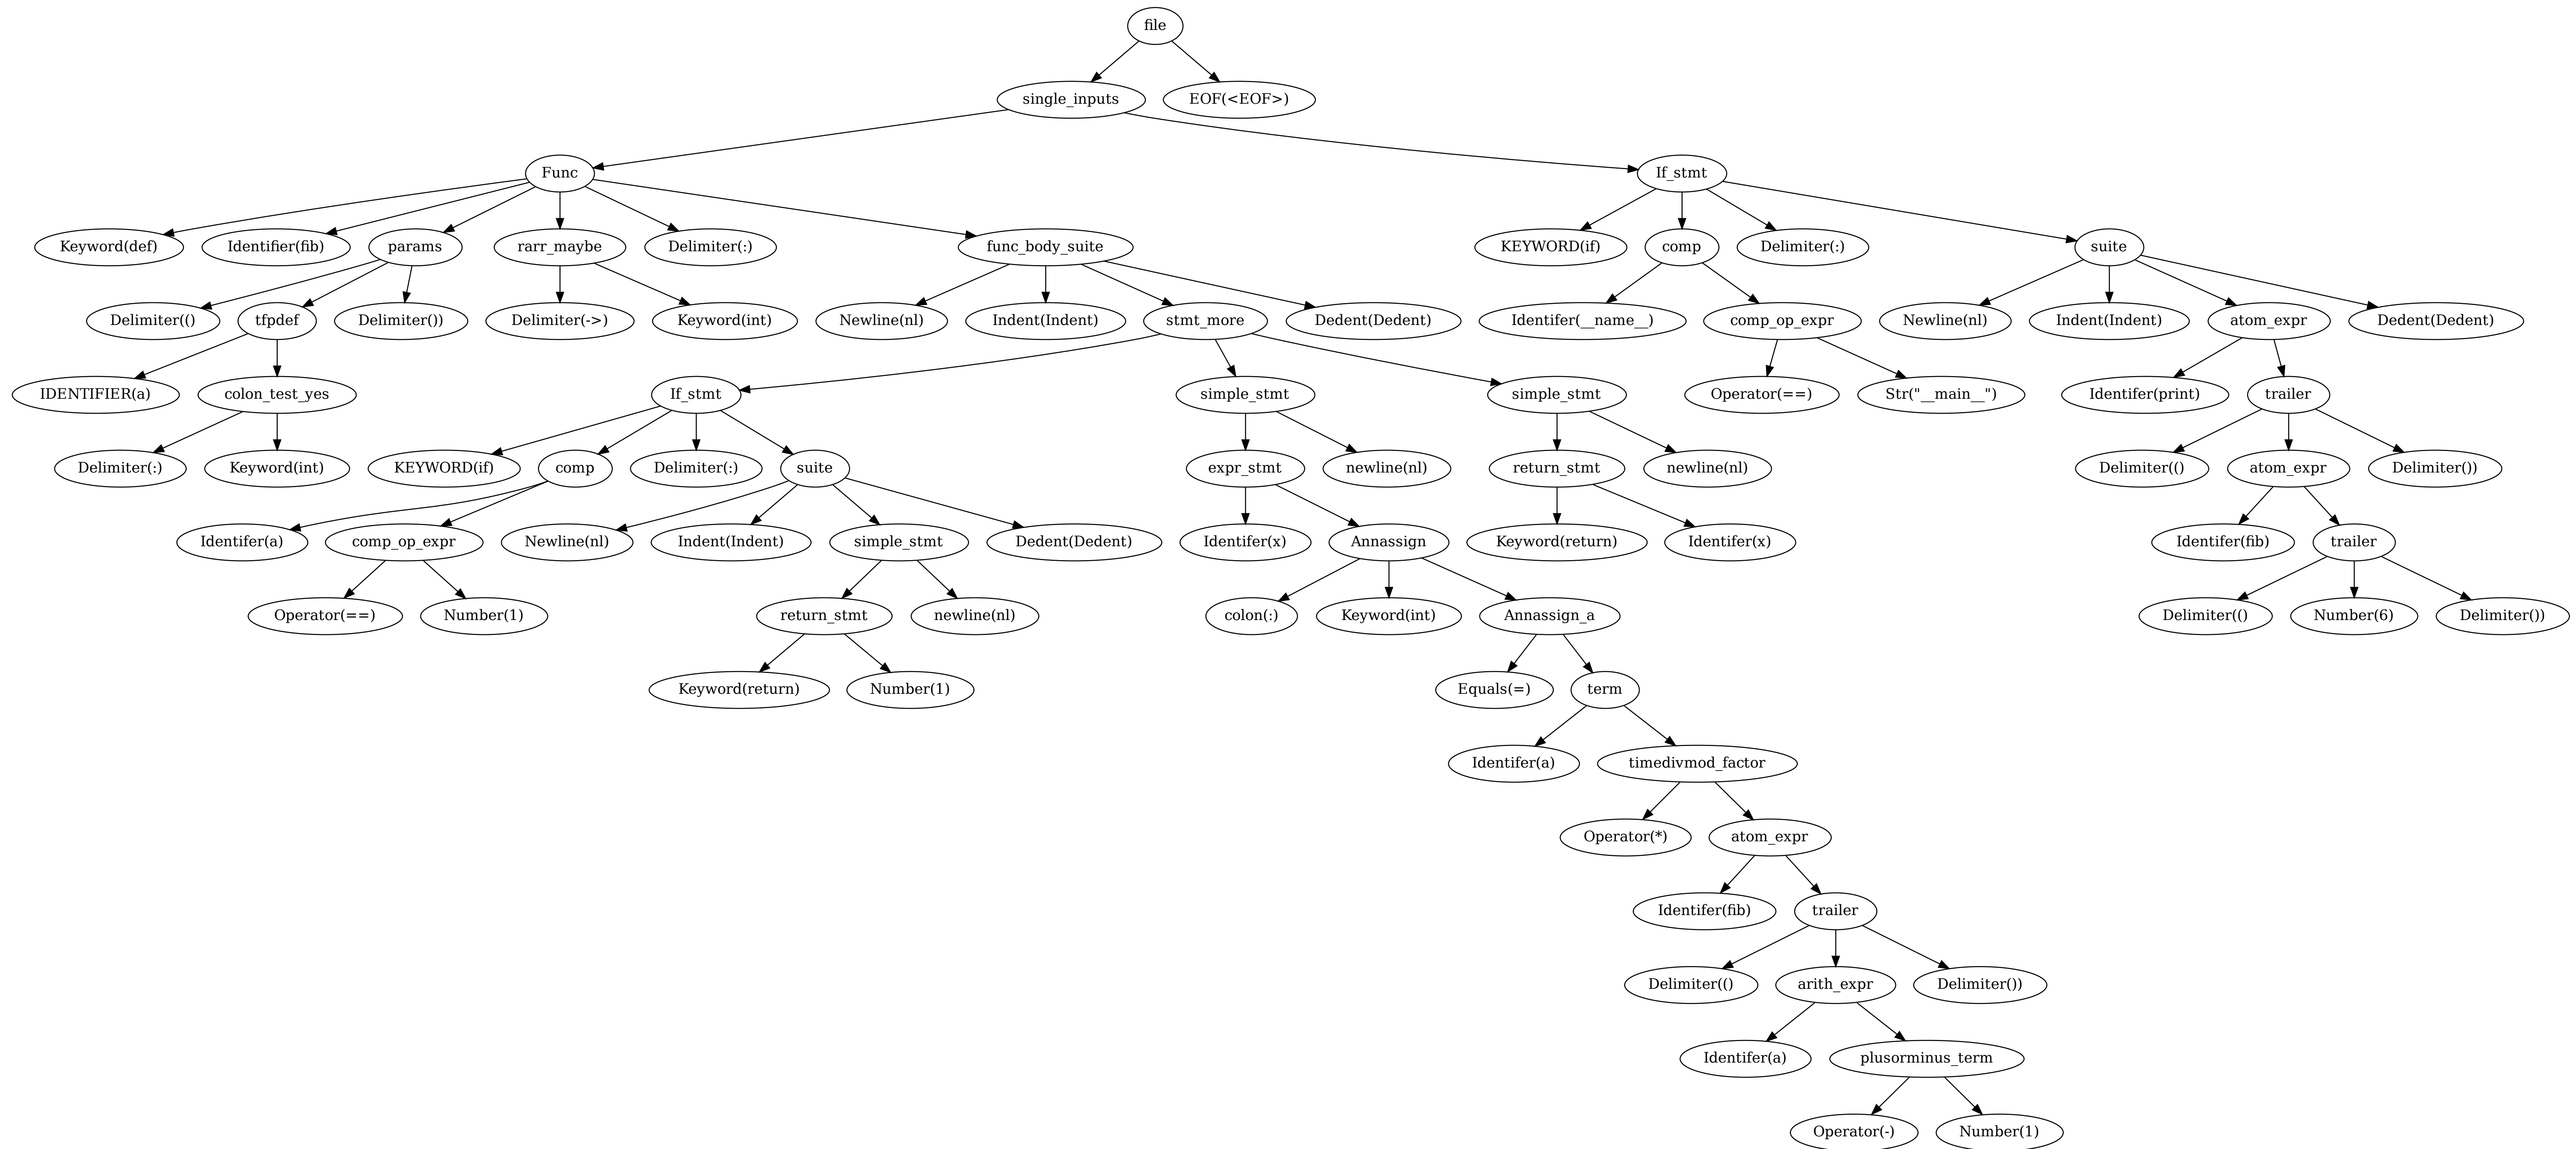 file
single_inputs
EOF(<EOF>)
Func
If_stmt
Keyword(def)
Identifier(fib)
params
rarr_maybe
Delimiter(:)
func_body_suite
KEYWORD(if)
comp
Delimiter(:)
suite
Delimiter(()
tfpdef
Delimiter())
Delimiter(->)
Keyword(int)
Newline(nl)
Indent(Indent)
stmt_more
Dedent(Dedent)
Identifer(__name__)
comp_op_expr
Newline(nl)
Indent(Indent)
atom_expr
Dedent(Dedent)
IDENTIFIER(a)
colon_test_yes
If_stmt
simple_stmt
simple_stmt
Operator(==)
Str("__main__")
Identifer(print)
trailer
Delimiter(:)
Keyword(int)
KEYWORD(if)
comp
Delimiter(:)
suite
expr_stmt
newline(nl)
return_stmt
newline(nl)
Delimiter(()
atom_expr
Delimiter())
Identifer(a)
comp_op_expr
Newline(nl)
Indent(Indent)
simple_stmt
Dedent(Dedent)
Identifer(x)
Annassign
Keyword(return)
Identifer(x)
Identifer(fib)
trailer
Operator(==)
Number(1)
return_stmt
newline(nl)
colon(:)
Keyword(int)
Annassign_a
Delimiter(()
Number(6)
Delimiter())
Keyword(return)
Number(1)
Equals(=)
term
Identifer(a)
timedivmod_factor
Operator(*)
atom_expr
Identifer(fib)
trailer
Delimiter(()
arith_expr
Delimiter())
Identifer(a)
plusorminus_term
Operator(-)
Number(1)